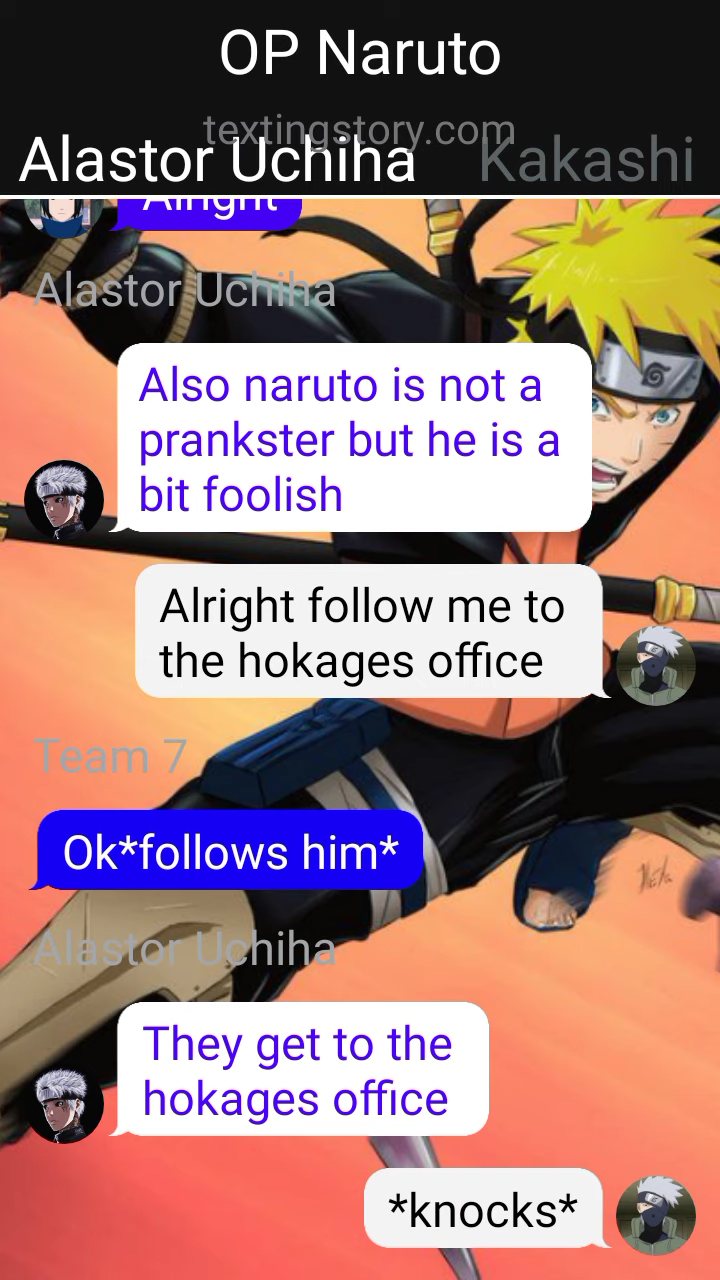 OP Naruto
textingstory.com
Alastor Uchiha Kakashi
Alright
Alastor Uchiha
Also naruto is not a
prankster but he is a
bit foolish
Alright follow me to
the hokages office
Team 7
Ok*follows him*
Alastor Uchiha
They get to the
hokages office
*knocks*